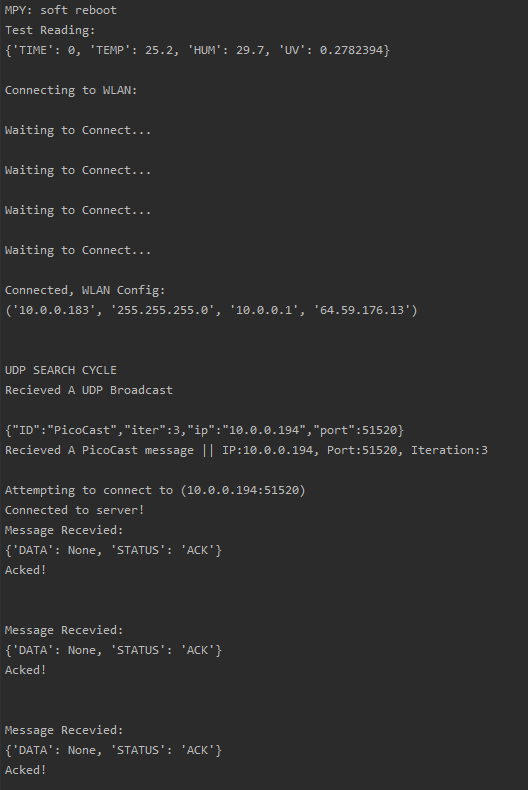 MPY: soft reboot
Test Reading:
{'TIME': 0, 'TEMP': 25.2, 'HUM': 29.7, 'UV': 0.2782394}
Connecting to WLAN:
Waiting to Connect...
Waiting to Connect...
Waiting to Connect...
Waiting to Connect...
Connected, WLAN Config:
('10.0.0.183', '255.255.255.0', '10.0.0.1', '64.59.176.13')
UDP SEARCH CYCLE
Recieved A UDP Broadcast
{"ID":"PicoCast","iter":3,"ip":"10.0.0.194","port":51520}
Recieved A PicoCast message || IP:10.0.0.194, Port:51520, Iteration:3
Attempting to connect to (10.0.0.194:51520)
Connected to server!
Message Recevied:
{'DATA': None, 'STATUS': 'ACK'}
Acked!
Message Recevied:
{'DATA': None, 'STATUS': 'ACK'}
Acked!
Message Recevied:
{'DATA': None, 'STATUS': 'ACK'}
Acked!